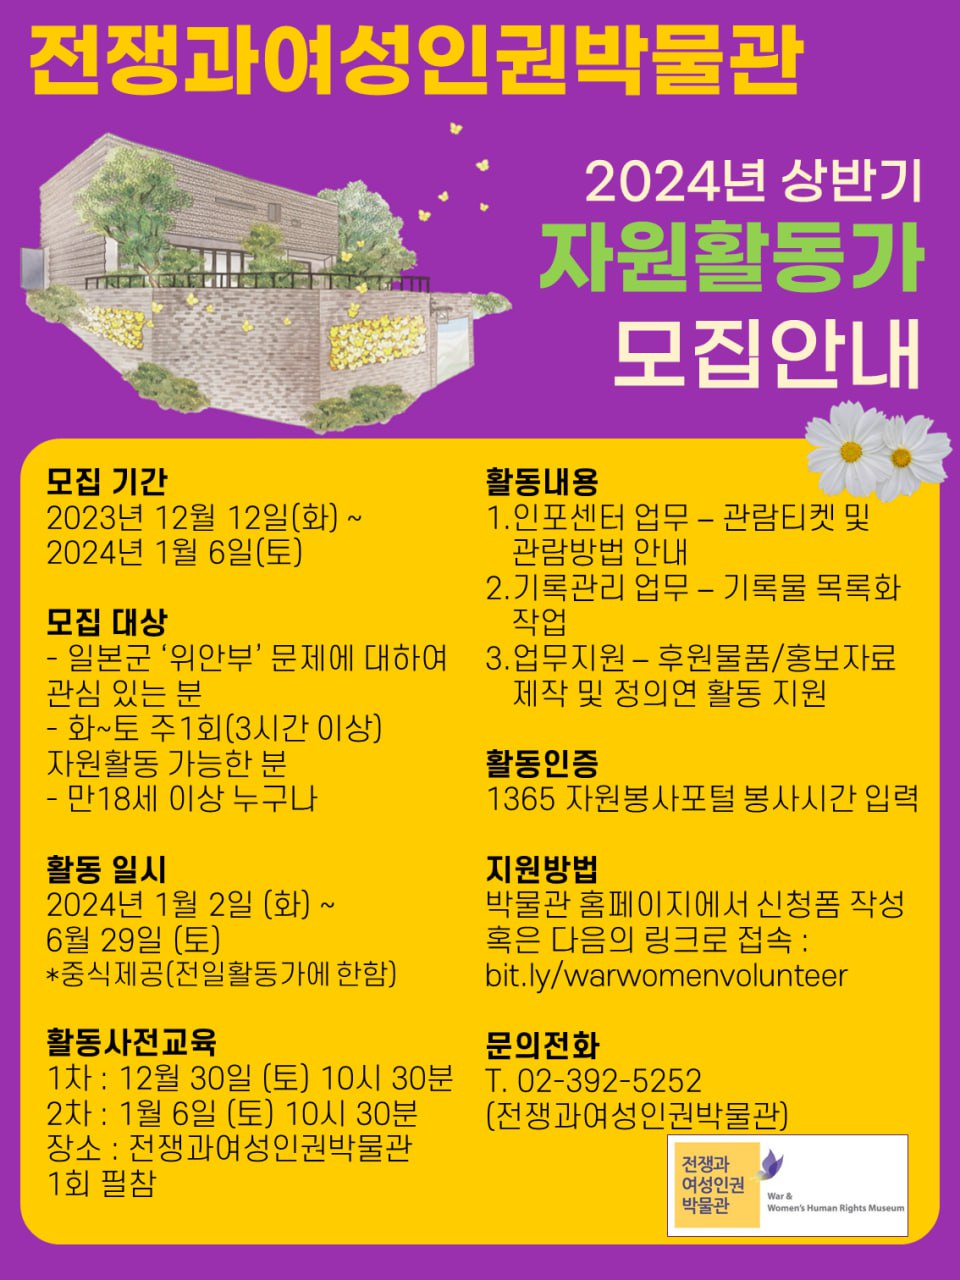 전쟁과여성인권박물관
2024년 상반기
자원활동가
모집안내
모집 기간
2023년 12월 12일(화) ~
2024년 1월 6일(토)
모집 대상
- 일본군 ‘위안부’ 문제에 대하여
관심 있는 분
- 화~토 주1회(3시간 이상)
자원활동 가능한 분
- 만18세 이상 누구나
활동 일시
2024년 1월 2일 (화) ~
6월 29일 (토)
*중식제공(전일활동가에 한함)
활동사전교육
1차 : 12월 30일 (토) 10시 30분
2차 : 1월 6일 (토) 10시 30분
장소 : 전쟁과여성인권박물관
1회 필참
활동내용
1.인포센터 업무 – 관람티켓 및
관람방법 안내
2.기록관리 업무 – 기록물 목록화
작업
3.업무지원 – 후원물품/홍보자료
제작 및 정의연 활동 지원
활동인증
1365 자원봉사포털 봉사시간 입력
지원방법
박물관 홈페이지에서 신청폼 작성
혹은 다음의 링크로 접속 :
bit.ly/warwomenvolunteer
문의전화
T. 02-392-5252
(전쟁과여성인권박물관)
전쟁과
여성인권
박물관
War &
Women's Human Rights Museum